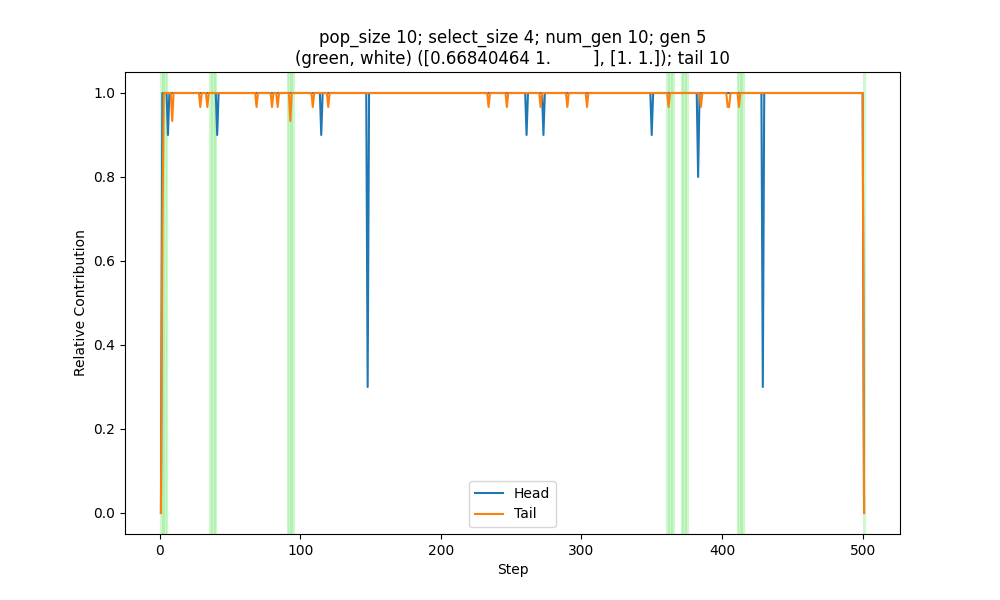 pop_size 10; select_size 4; num_gen 10; gen 5
(green, white) ([0.66840464 1.        ], [1. 1.]); tail 10
1.0
0.8
0.6
0.4
0.2
0.0
Relative Contribution
Head
Tail
0 100 200 300 400 500
Step